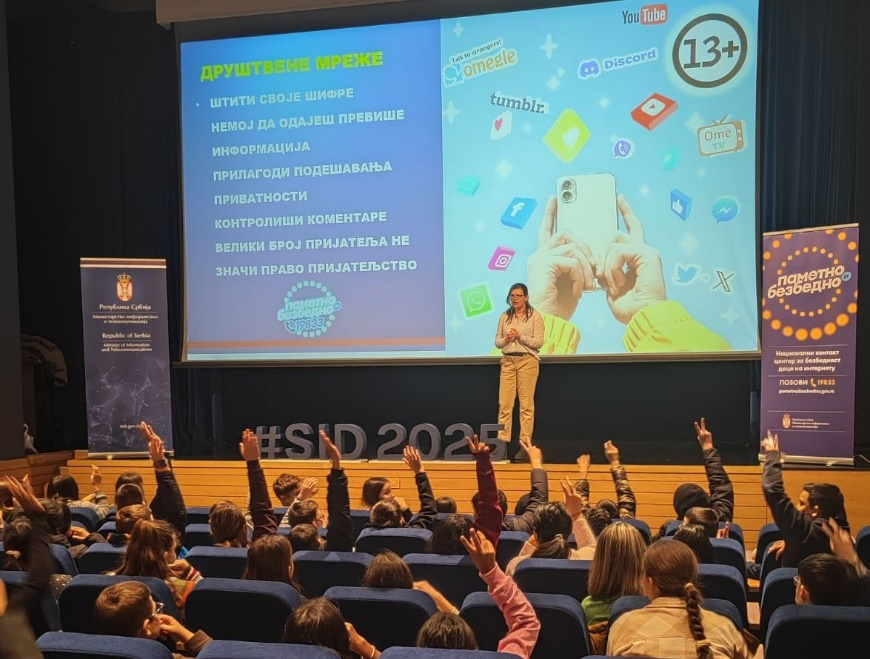 ДРУШТВЕНЕ МРЕЖЕ
• ШТИТИ СВОЈЕ ШИФРЕ
НЕМОЈ ДА ОДАЈЕШ ПРЕВИШЕ
ИНФОРМАЦИЈА
ПРИЛАГОДИ ПОДЕШАВАЊА
ПРИВАТНОСТИ
КОНТРОЛИШИ КОМЕНТАРЕ
ВЕЛИКИ БРОЈ ПРИЈАТЕЉА НЕ
ЗНАЧИ ПРАВО ПРИЈАТЕЉСТВО
паметно и
безбедно
19833
YouTube
13+
Talk to strangers!
omegle
Discord
tumblr.
Ome
TV
Република Србија
Министарство информисања
и телекомуникација
Republic of Serbia
Ministry of Information
and Telecommunications
#SID 2025
паметно и
безбедно
Национални контакт
центар за безбедност
деце на интернету
ПОЗОВИ 19833
pametnoibezbedno.gov.rs